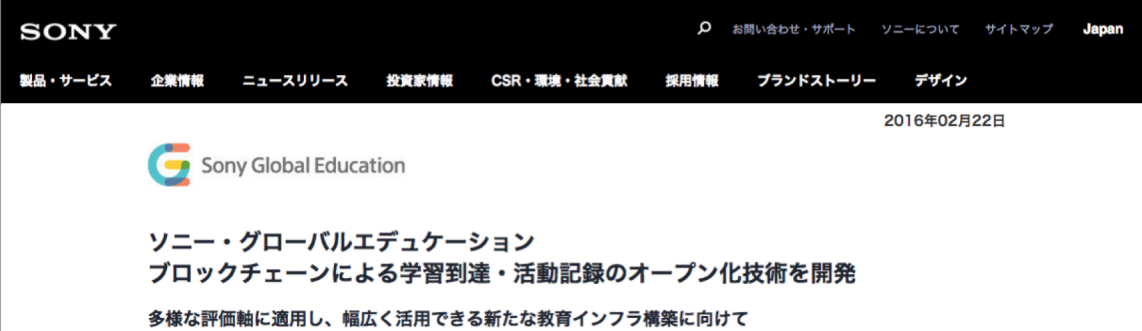 SONY
お問い合わせ・サポート ソニーについて サイトマップ Japan
製品・サービス 企業情報 ニュースリリース 投資家情報 CSR・環境・社会貢献 採用情報 ブランドストーリー デザイン
2016年02月22日
Sony Global Education
ソニー・グローバルエデュケーション
ブロックチェーンによる学習到達・活動記録のオープン化技術を開発
多様な評価軸に適用し、幅広く活用できる新たな教育インフラ構築に向けて